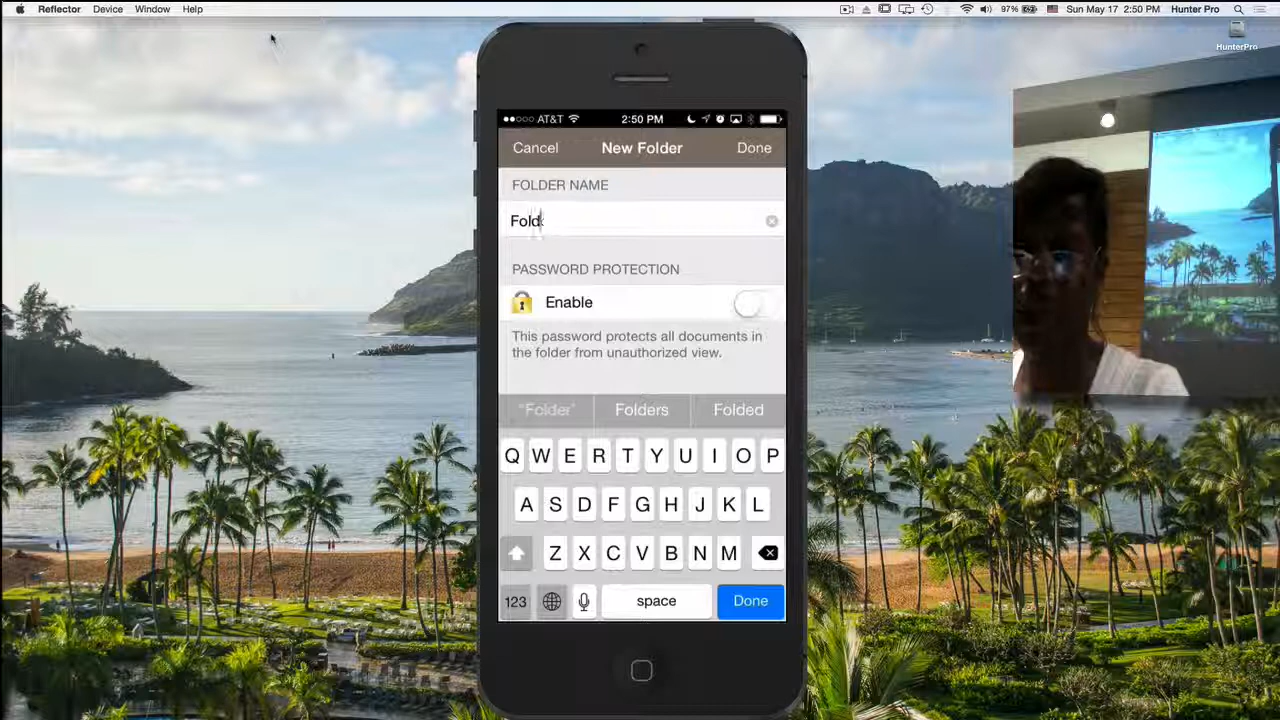 Reflector Device Window Help 97% Sun May 17 2:50 PM Hunter Pro
HunterPro
AT&T 2:50 PM
Cancel New Folder Done
FOLDER NAME
Fold
PASSWORD PROTECTION
Enable
This password protects all documents in
the folder from unauthorized view.
"Folder" Folders Folded
Q W E R T Y U I O P
A S D F G H J K L
Z X C V B N M
123 space Done